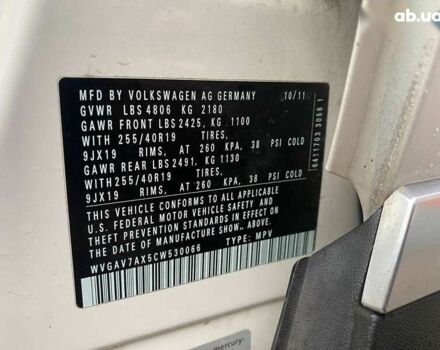 ab.ua
MFD BY VOLKSWAGEN AG GERMANY 10/11
GVWR LBS 4806 KG 2180
GAWR FRONT LBS 2425, KG 1100
WITH 255/40R19 TIRES,
9JX19 RIMS, AT 260 KPA, 38 PSI COLD
GAWR REAR LBS 2491, KG 1130
WITH 255/40R19 TIRES,
9JX19 RIMS, AT 260 KPA, 38 PSI COLD
THIS VEHICLE CONFORMS TO ALL APPLICABLE
U.S. FEDERAL MOTOR VEHICLE SAFETY AND
THEFT PREVENTION STANDARDS IN EFFECT ON
THE DATE OF MANUFACTURE SHOW..ABOVE.
WVGAV7AX5CW530066 TYPE: MPV
mercury.